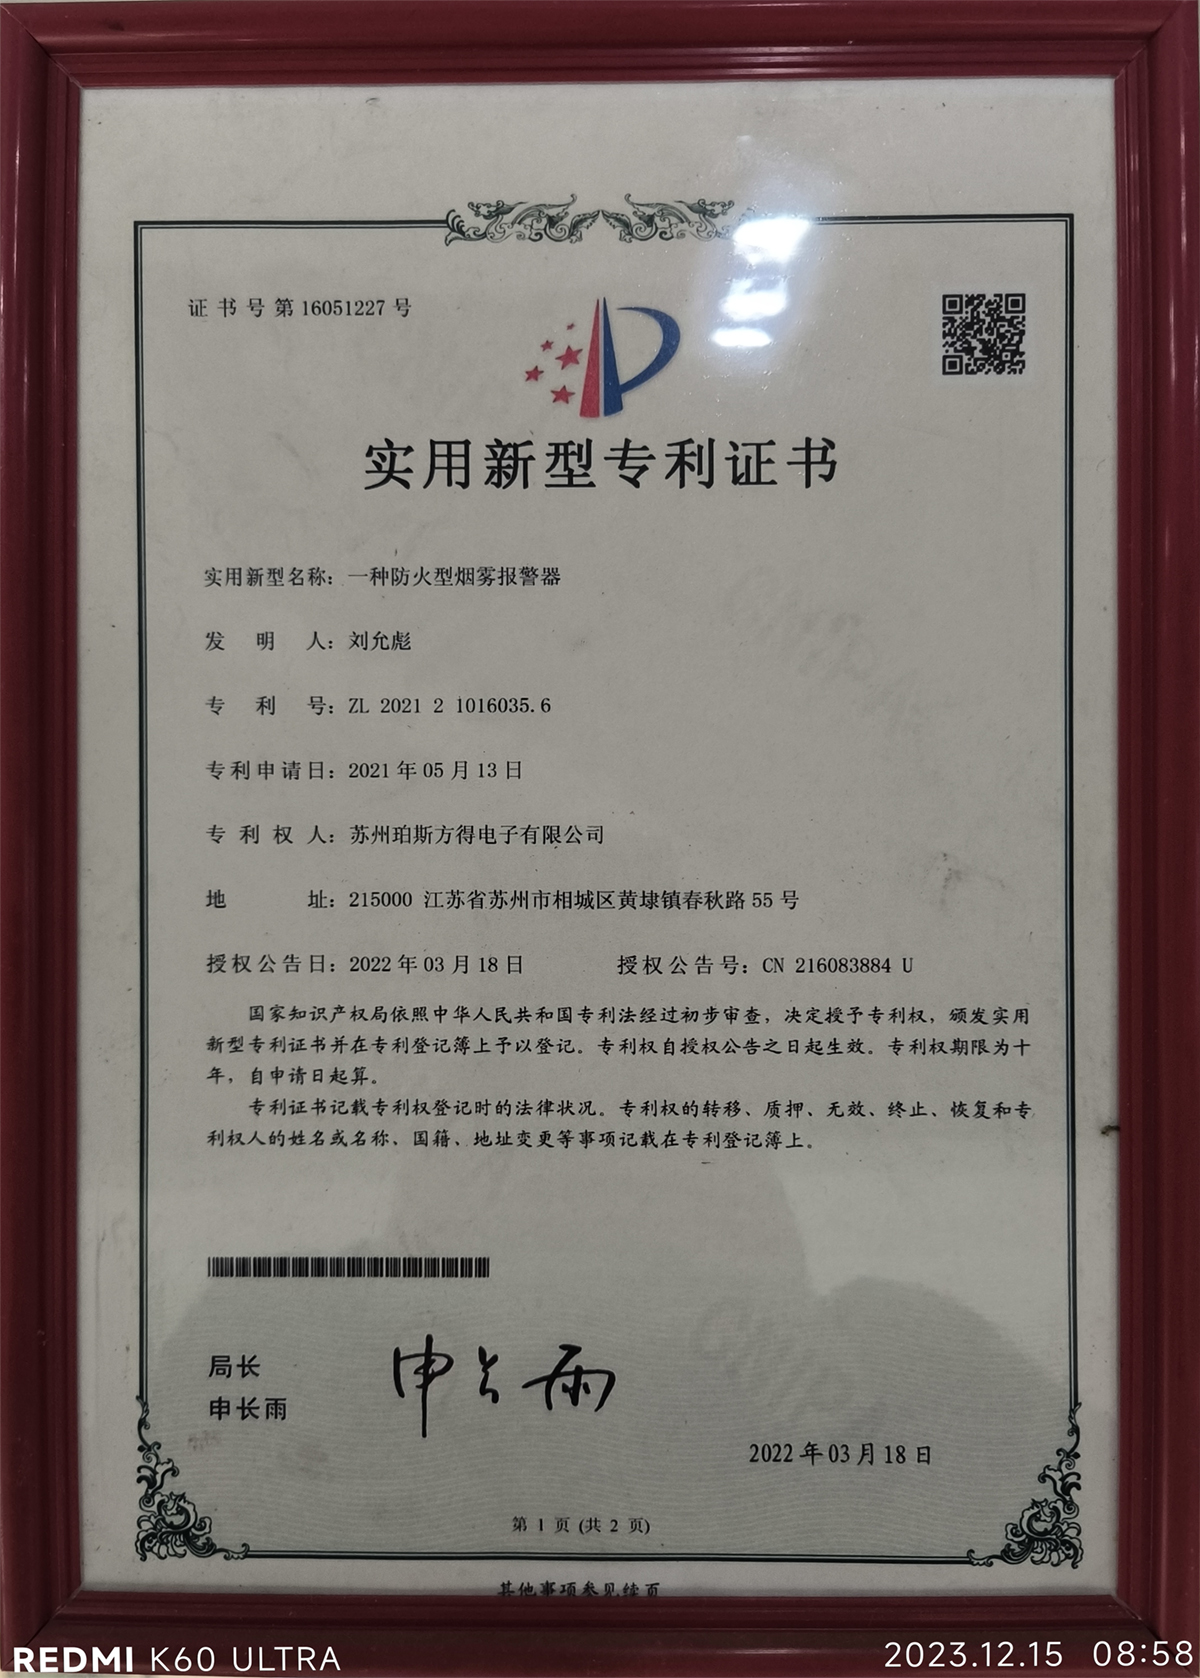 证书号第16051227号
实用新型专利证书
实用新型名称：一种防火型烟雾报警器
发明人：刘允彪
专利号：ZL 2021 2 1016035.6
专利申请日：2021年05月13日
专利权人：苏州珀斯方得电子有限公司
地址：215000 江苏省苏州市相城区黄埭镇春秋路55号
授权公告日：2022年03月18日 授权公告号：CN 216083884 U
国家知识产权局依照中华人民共和国专利法经过初步审查，决定授予专利权，颁发实用
新型专利证书并在专利登记簿上予以登记。专利权自授权公告之日起生效。专利权期限为十
年，自申请日起算。
专利证书记载专利权登记时的法律状况。专利权的转移、质押、无效、终止、恢复和专
利权人的姓名或名称、国籍、地址变更等事项记载在专利登记簿上。
局长
申长雨
申长雨
2022年03月18日
第 1 页 (共 2 页)
其他事项参见续页
REDMI K60 ULTRA
2023.12.15 08:58